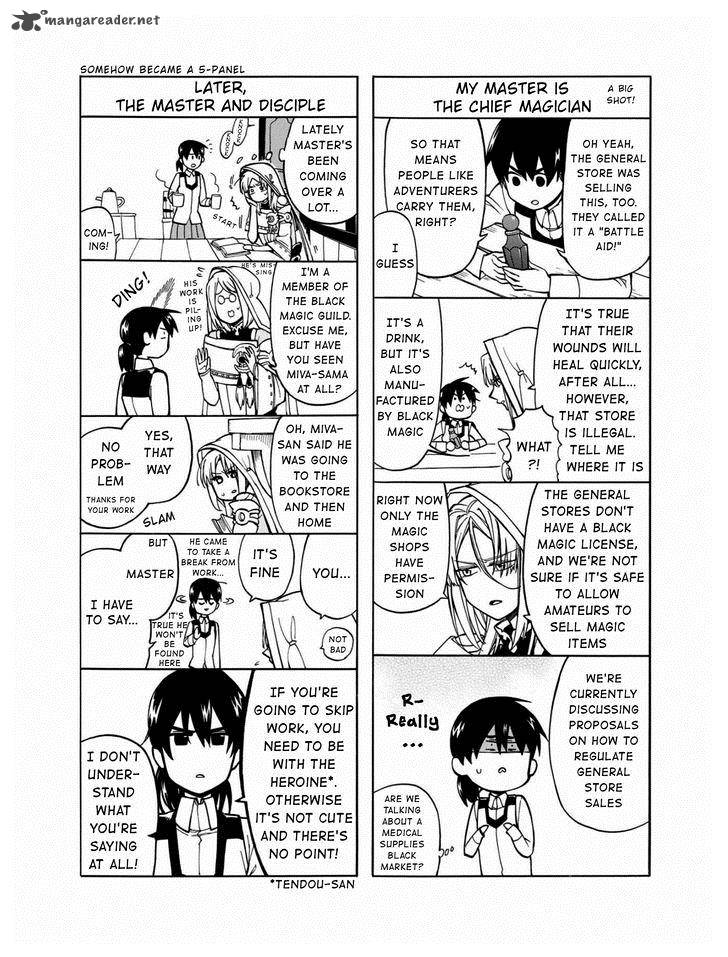 mangareader.net
MY MASTER IS
THE CHIEF MAGICIAN
A BIG
SHOT!
OH YEAH,
THE GENERAL
STORE WAS
SELLING
THIS, TOO.
THEY CALLED
IT A "BATTLE
AID!"
SO THAT
MEANS
PEOPLE LIKE
ADVENTURERS
CARRY THEM,
RIGHT?
I
GUESS
IT'S TRUE
THAT THEIR
WOUNDS WILL
HEAL QUICKLY,
AFTER ALL...
HOWEVER,
THAT STORE
IS ILLEGAL.
TELL ME
WHERE IT IS
WHAT
?!
IT'S A
DRINK,
BUT IT'S
ALSO
MANU-
FACTURED
BY BLACK
MAGIC
THE GENERAL
STORES DON'T
HAVE A BLACK
MAGIC LICENSE,
AND WE'RE NOT
SURE IF IT'S SAFE
TO ALLOW
AMATEURS TO
SELL MAGIC
ITEMS
RIGHT NOW
ONLY THE
MAGIC
SHOPS
HAVE
PERMIS-
SION
WE'RE
CURRENTLY
DISCUSSING
PROPOSALS
ON HOW TO
REGULATE
GENERAL
STORE
SALES
R-
Really
...
ARE WE
TALKING
ABOUT A
MEDICAL
SUPPLIES
BLACK
MARKET?
SOMEHOW BECAME A 5-PANEL
LATER,
THE MASTER AND DISCIPLE
LATELY
MASTER'S
BEEN
COMING
OVER A
LOT...
KNOCK
KNOCK
START
COM-
ING!
I'M A
MEMBER OF
THE BLACK
MAGIC GUILD.
EXCUSE ME,
BUT HAVE
YOU SEEN
MIVA-SAMA
AT ALL?
HE'S MIS-
SING
HIS
WORK
IS
PIL-
ING
UP!
DING!
OH, MIVA-
SAN SAID HE
WAS GOING
TO THE
BOOKSTORE
AND THEN
HOME
YES,
THAT
WAY
NO
PROB-
LEM
THANKS FOR
YOUR WORK
SLAM
YOU...
NOT
BAD
IT'S
FINE
HE CAME
TO TAKE A
BREAK FROM
WORK...
IT'S
TRUE HE
WON'T
BE
FOUND
HERE
BUT
MASTER
I HAVE
TO SAY...
IF YOU'RE
GOING TO SKIP
WORK, YOU
NEED TO BE
WITH THE
HEROINE*.
OTHERWISE
IT'S NOT CUTE
AND THERE'S
NO POINT!
I DON'T
UNDER-
STAND
WHAT
YOU'RE
SAYING
AT ALL!
*TENDOU-SAN